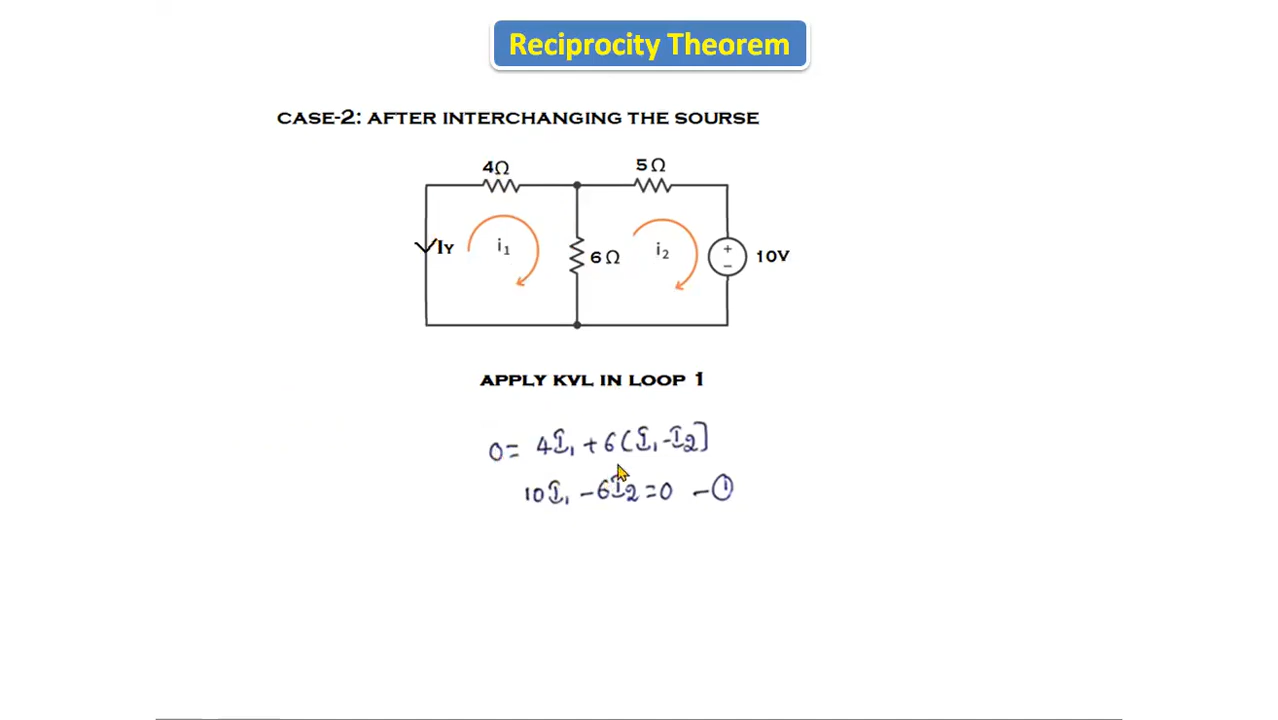 Reciprocity Theorem
CASE-2: AFTER INTERCHANGING THE SOURSE
4Ω
5Ω
IY
i1
6Ω
i2
+
−
10V
APPLY KVL IN LOOP 1
0= 4I1 + 6(I1-I2]
10I1 - 6I2 =0 -①